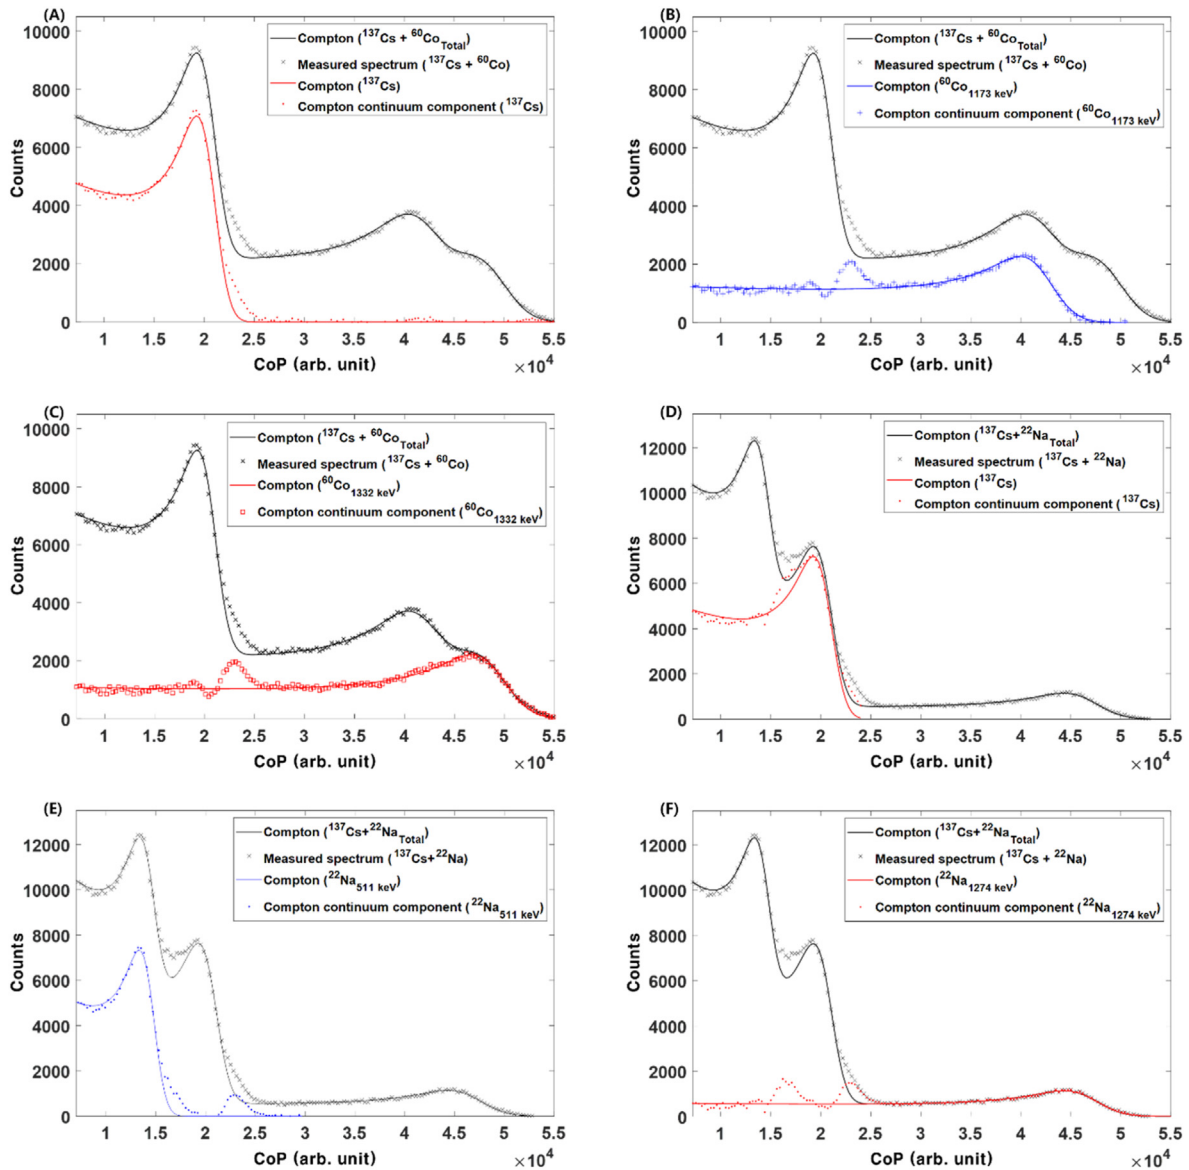 (A)
10000
8000
6000
4000
2000
0
Counts
Compton (137Cs + 60CoTotal)
Measured spectrum (137Cs + 60Co)
Compton (137Cs)
Compton continuum component (137Cs)
1 1.5 2 2.5 3 3.5 4 4.5 5 5.5
CoP (arb. unit)
×104
(B)
10000
8000
6000
4000
2000
0
Counts
Compton (137Cs + 60CoTotal)
Measured spectrum (137Cs + 60Co)
Compton (60Co1173 keV)
Compton continuum component (60Co1173 keV)
1 1.5 2 2.5 3 3.5 4 4.5 5 5.5
CoP (arb. unit)
×104
(C)
10000
8000
6000
4000
2000
0
Counts
Compton (137Cs + 60CoTotal)
Measured spectrum (137Cs + 60Co)
Compton (60Co1332 keV)
Compton continuum component (60Co1332 keV)
1 1.5 2 2.5 3 3.5 4 4.5 5 5.5
CoP (arb. unit)
×104
(D)
12000
10000
8000
6000
4000
2000
0
Counts
Compton (137Cs+22NaTotal)
Measured spectrum (137Cs + 22Na)
Compton (137Cs)
Compton continuum component (137Cs)
1 1.5 2 2.5 3 3.5 4 4.5 5 5.5
CoP (arb. unit)
×104
(E)
12000
10000
8000
6000
4000
2000
0
Counts
Compton (137Cs+22NaTotal)
Measured spectrum (137Cs+22Na)
Compton (22Na511 keV)
Compton continuum component (22Na511 keV)
1 1.5 2 2.5 3 3.5 4 4.5 5 5.5
CoP (arb. unit)
×104
(F)
12000
10000
8000
6000
4000
2000
0
Counts
Compton (137Cs+22NaTotal)
Measured spectrum (137Cs + 22Na)
Compton (22Na1274 keV)
Compton continuum component (22Na1274 keV)
1 1.5 2 2.5 3 3.5 4 4.5 5 5.5
CoP (arb. unit)
×104